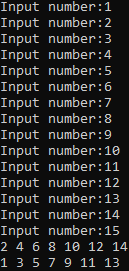 Input number:1
Input number:2
Input number:3
Input number:4
Input number:5
Input number:6
Input number:7
Input number:8
Input number:9
Input number:10
Input number:11
Input number:12
Input number:13
Input number:14
Input number:15
2 4 6 8 10 12 14
1 3 5 7 9 11 13